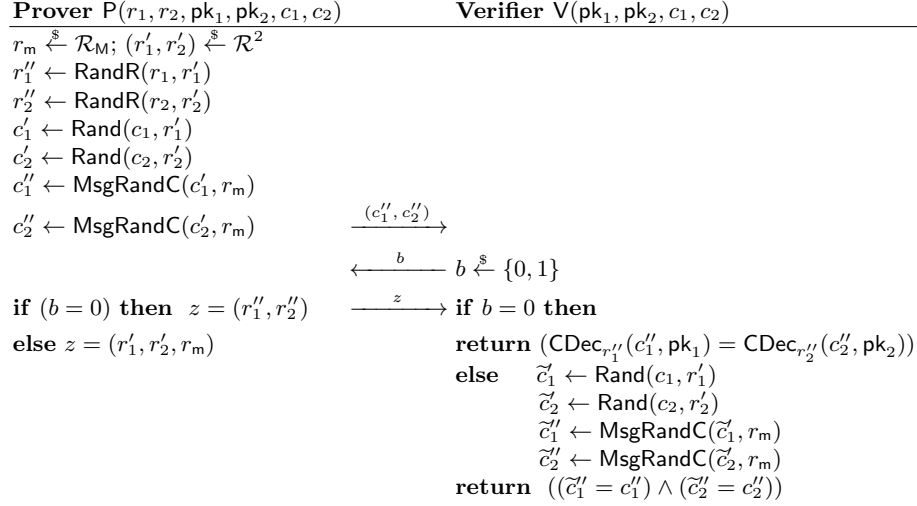 Prover P(r₁, r₂, pk₁, pk₂, c₁, c₂) Verifier V(pk₁, pk₂, c₁, c₂)
rₘ ←$ R_M; (r′₁, r′₂) ←$ R²
r″₁ ← RandR(r₁, r′₁)
r″₂ ← RandR(r₂, r′₂)
c′₁ ← Rand(c₁, r′₁)
c′₂ ← Rand(c₂, r′₂)
c″₁ ← MsgRandC(c′₁, rₘ)
c″₂ ← MsgRandC(c′₂, rₘ) (c″₁, c″₂) ⟶
⟵ b b ←$ {0, 1}
if (b = 0) then z = (r″₁, r″₂) z ⟶ if b = 0 then
else z = (r′₁, r′₂, rₘ) return (CDec_{r″₁}(c″₁, pk₁) = CDec_{r″₂}(c″₂, pk₂))
else c̃′₁ ← Rand(c₁, r′₁)
c̃′₂ ← Rand(c₂, r′₂)
c̃″₁ ← MsgRandC(c̃′₁, rₘ)
c̃″₂ ← MsgRandC(c̃′₂, rₘ)
return ((c̃″₁ = c″₁) ∧ (c̃″₂ = c″₂))